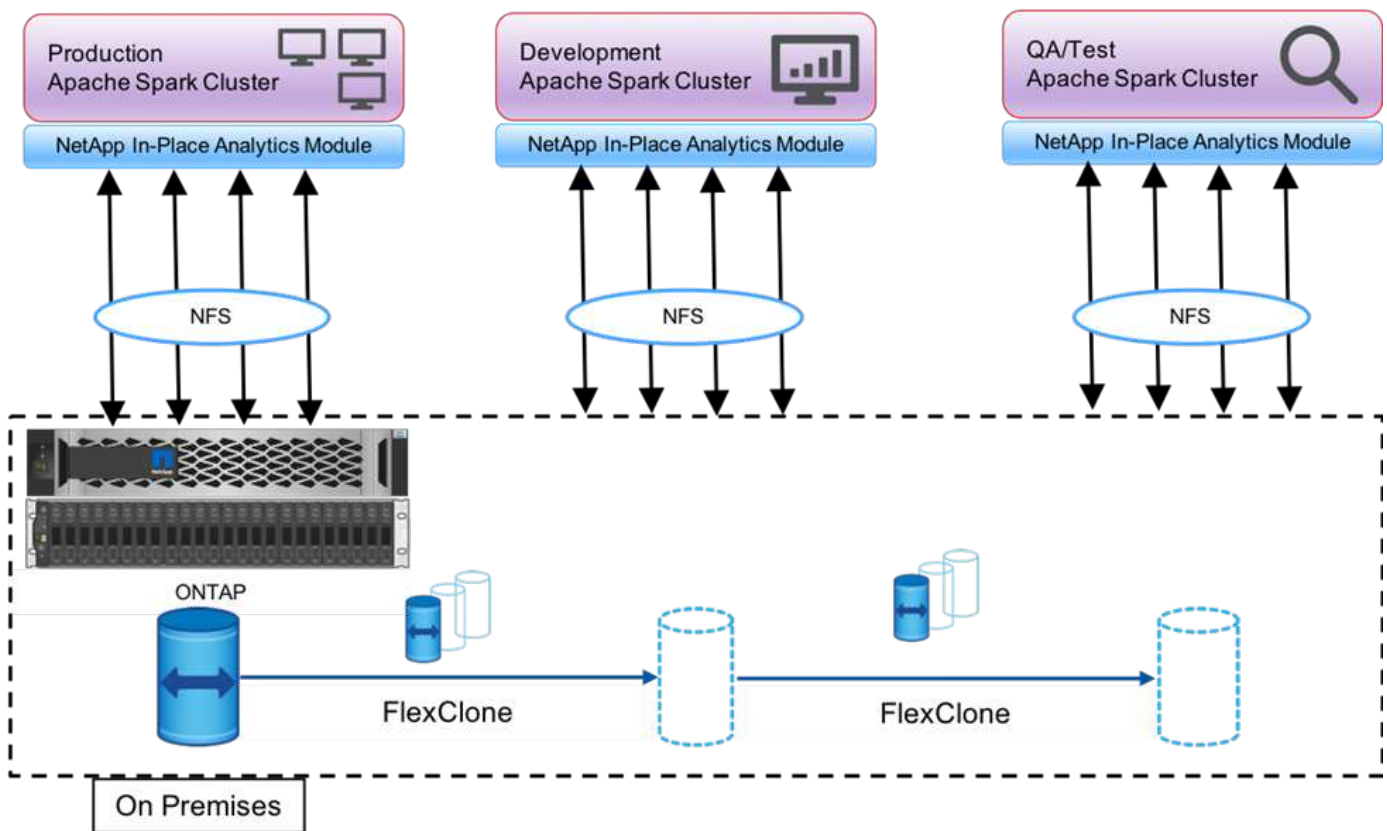 Production
Apache Spark Cluster
Development
Apache Spark Cluster
QA/Test
Apache Spark Cluster
NetApp In-Place Analytics Module
NetApp In-Place Analytics Module
NetApp In-Place Analytics Module
NFS
NFS
NFS
NetApp
ONTAP
FlexClone
FlexClone
On Premises